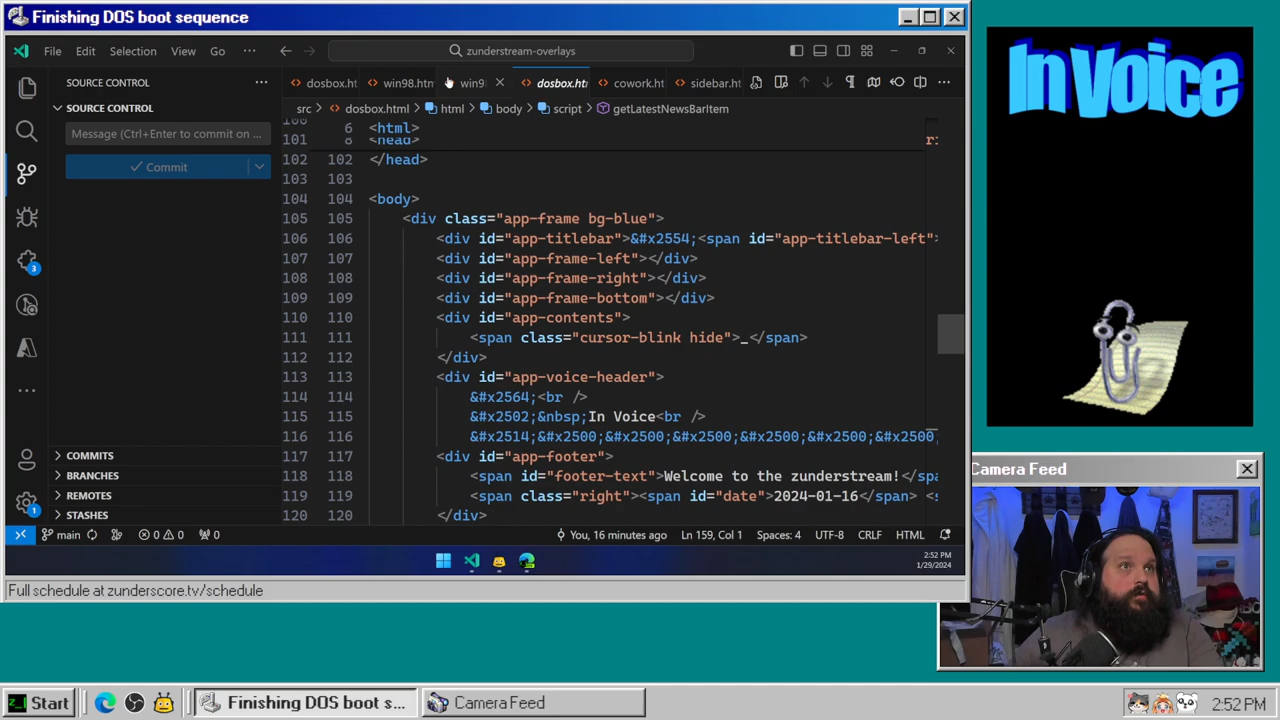 Finishing DOS boot sequence
File Edit Selection View Go ···
zunderstream-overlays
SOURCE CONTROL ···
dosbox.ht win98.htn win9 dosbox.ht cowork.ht sidebar.ht ···
src > dosbox.html > html > body > script > getLatestNewsBarItem
SOURCE CONTROL
Message (Ctrl+Enter to commit on ...
Commit
6 <html>
101 8 <head>
102 102 </head>
103 103
104 104 <body>
105 105 <div class="app-frame bg-blue">
106 106 <div id="app-titlebar">&#x2554;<span id="app-titlebar-left">
107 107 <div id="app-frame-left"></div>
108 108 <div id="app-frame-right"></div>
109 109 <div id="app-frame-bottom"></div>
110 110 <div id="app-contents">
111 111 <span class="cursor-blink hide">_</span>
112 112 </div>
113 113 <div id="app-voice-header">
114 114 &#x2564;<br />
115 115 &#x2502;&nbsp;In Voice<br />
116 116 &#x2514;&#x2500;&#x2500;&#x2500;&#x2500;&#x2500;&#x2500;&#x2500
117 117 <div id="app-footer">
118 118 <span id="footer-text">Welcome to the zunderstream!</spa
119 119 <span class="right"><span id="date">2024-01-16</span> <s
120 120 </div>
3
1
COMMITS
BRANCHES
REMOTES
STASHES
main 0 0 0 You, 16 minutes ago Ln 159, Col 1 Spaces: 4 UTF-8 CRLF HTML
2:52 PM
1/29/2024
Full schedule at zunderscore.tv/schedule
In Voice
Camera Feed
Start Finishing DOS boot s... Camera Feed 2:52 PM